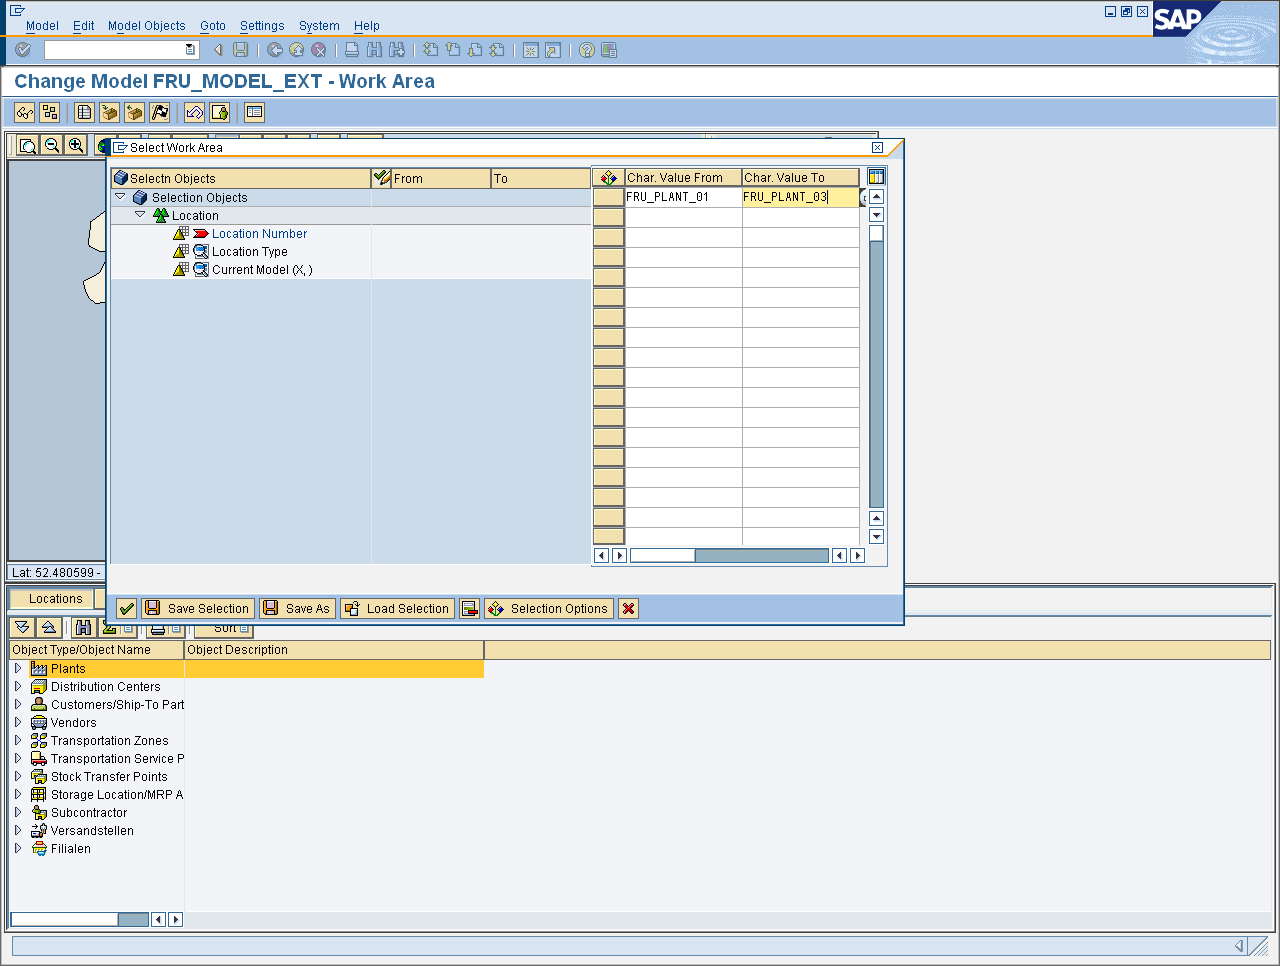 Model Edit Model Objects Goto Settings System Help
SAP
Change Model FRU_MODEL_EXT - Work Area
Select Work Area
Selectn Objects From To
Char. Value From Char. Value To
Selection Objects
FRU_PLANT_01 FRU_PLANT_03
Location
Location Number
Location Type
Current Model (X, )
Lat: 52.480599 -
Locations
Save Selection Save As Load Selection Selection Options
Sort
Object Type/Object Name Object Description
Plants
Distribution Centers
Customers/Ship-To Part
Vendors
Transportation Zones
Transportation Service P
Stock Transfer Points
Storage Location/MRP A
Subcontractor
Versandstellen
Filialen